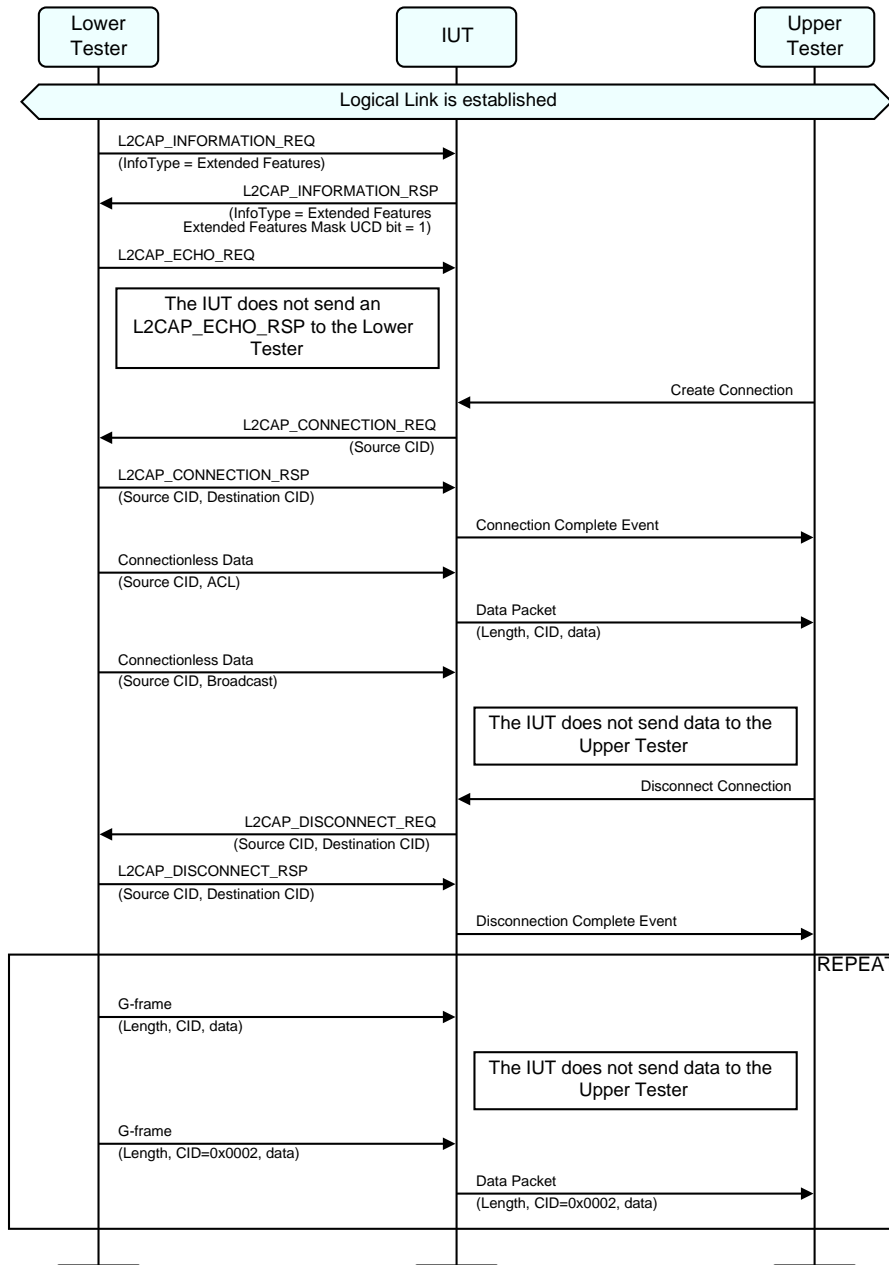 Lower
Tester
IUT
Upper
Tester
Logical Link is established
L2CAP_INFORMATION_REQ
(InfoType = Extended Features)
L2CAP_INFORMATION_RSP
(InfoType = Extended Features
Extended Features Mask UCD bit = 1)
L2CAP_ECHO_REQ
The IUT does not send an
L2CAP_ECHO_RSP to the Lower
Tester
Create Connection
L2CAP_CONNECTION_REQ
(Source CID)
L2CAP_CONNECTION_RSP
(Source CID, Destination CID)
Connection Complete Event
Connectionless Data
(Source CID, ACL)
Data Packet
(Length, CID, data)
Connectionless Data
(Source CID, Broadcast)
The IUT does not send data to the
Upper Tester
Disconnect Connection
L2CAP_DISCONNECT_REQ
(Source CID, Destination CID)
L2CAP_DISCONNECT_RSP
(Source CID, Destination CID)
Disconnection Complete Event
REPEAT
G-frame
(Length, CID, data)
The IUT does not send data to the
Upper Tester
G-frame
(Length, CID=0x0002, data)
Data Packet
(Length, CID=0x0002, data)